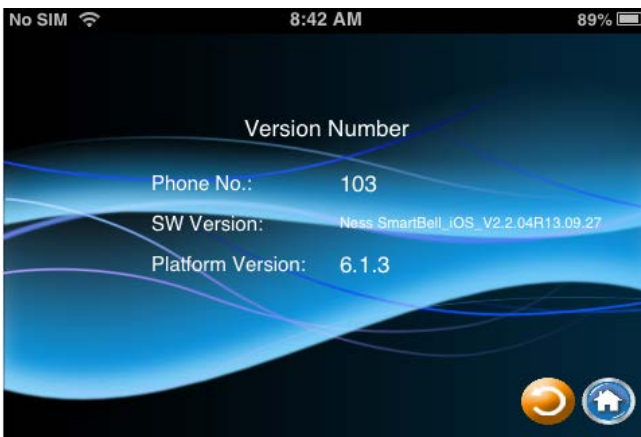 No SIM 8:42 AM 89%
Version Number
Phone No.: 103
SW Version: Ness SmartBell_iOS_V2.2.04R13.09.27
Platform Version: 6.1.3